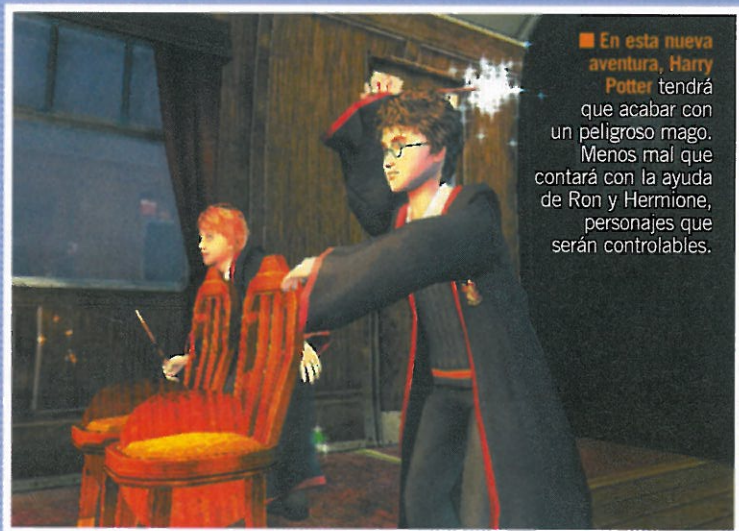 ■ En esta nueva
aventura, Harry
Potter tendrá
que acabar con
un peligroso mago.
Menos mal que
contará con la ayuda
de Ron y Hermione,
personajes que
serán controlables.